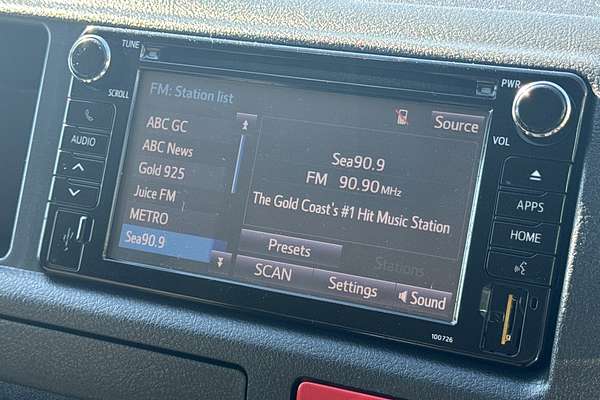 TUNE
SCROLL
AUDIO
FM: Station list
ABC GC
ABC News
Gold 925
Juice FM
METRO
Sea90.9
Source
Sea90.9
FM 90.90 MHz
The Gold Coast's #1 Hit Music Station
Presets
Stations
SCAN
Settings
Sound
PWR
VOL
APPS
HOME
100726